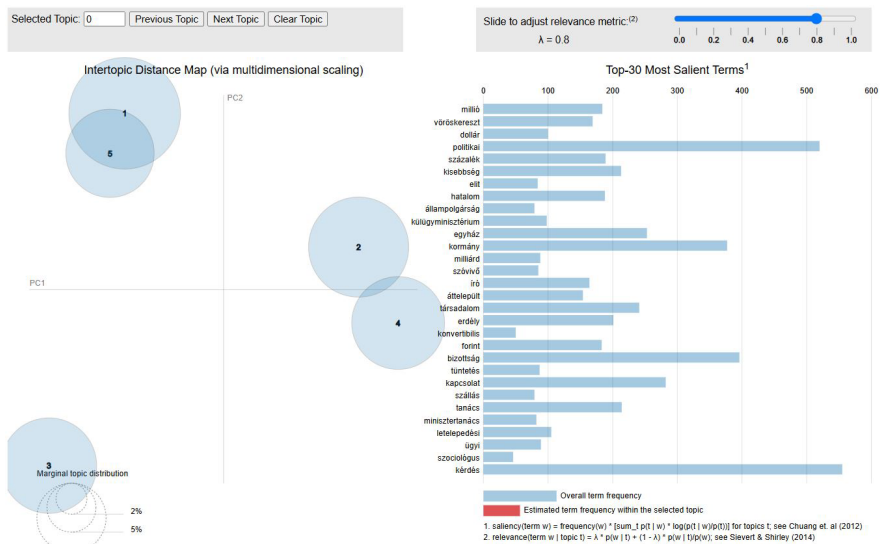 Selected Topic: 0 Previous Topic Next Topic Clear Topic
Slide to adjust relevance metric:(2)
λ = 0.8
0.0 0.2 0.4 0.6 0.8 1.0
Intertopic Distance Map (via multidimensional scaling)
PC2
PC1
1
5
2
4
3
Marginal topic distribution
2%
5%
Top-30 Most Salient Terms1
0 100 200 300 400 500 600
millió
vöröskereszt
dollár
politikai
százalék
kisebbség
elit
hatalom
állampolgárság
külügyminisztérium
egyház
kormány
milliárd
szóvivő
író
áttelepült
társadalom
erdély
konvertibilis
forint
bizottság
tüntetés
kapcsolat
szállás
tanács
minisztertanács
letelepedési
ügyi
szociológus
kérdés
Overall term frequency
Estimated term frequency within the selected topic
1. saliency(term w) = frequency(w) * [sum_t p(t | w) * log(p(t | w)/p(t))] for topics t; see Chuang et. al (2012)
2. relevance(term w | topic t) = λ * p(w | t) + (1 - λ) * p(w | t)/p(w); see Sievert & Shirley (2014)